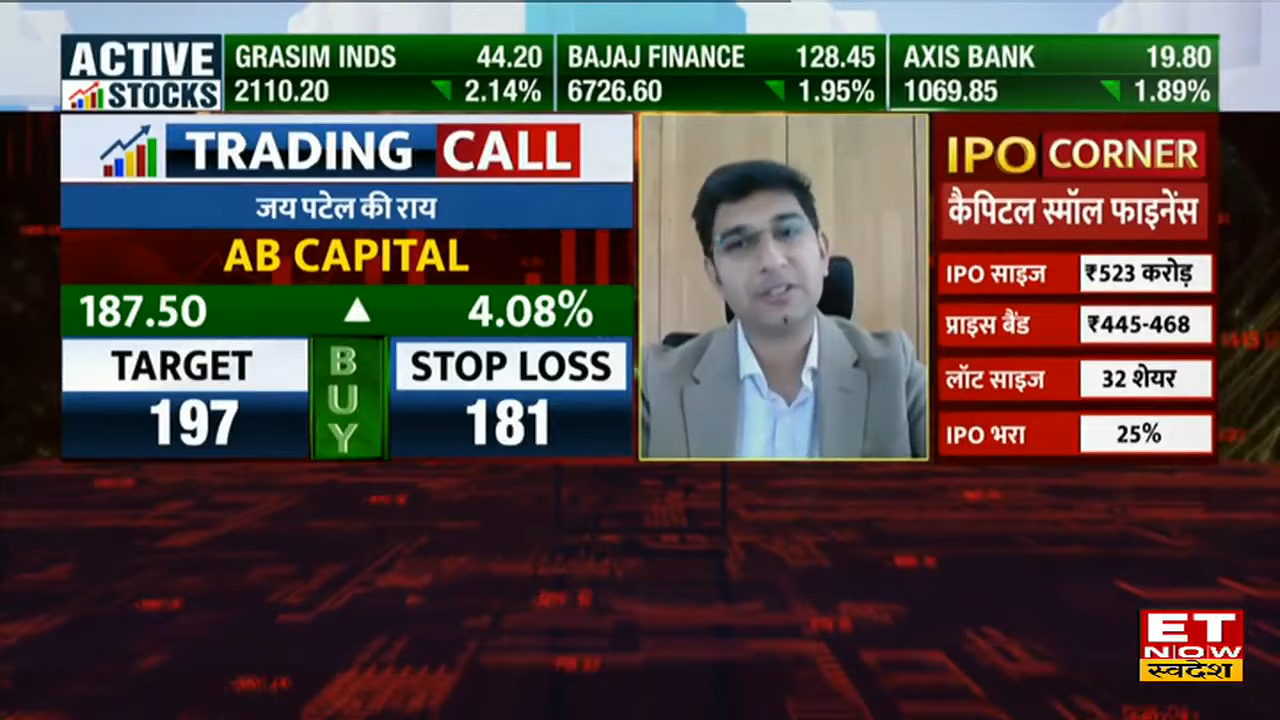 ACTIVE STOCKS
GRASIM INDS 44.20
2110.20 2.14%
BAJAJ FINANCE 128.45
6726.60 1.95%
AXIS BANK 19.80
1069.85 1.89%
TRADING CALL
जय पटेल की राय
AB CAPITAL
187.50 ▲ 4.08%
TARGET
197
BUY
STOP LOSS
181
IPO CORNER
कैपिटल स्मॉल फाइनेंस
IPO साइज ₹523 करोड़
प्राइस बैंड ₹445-468
लॉट साइज 32 शेयर
IPO भरा 25%
ET
NOW
स्वदेश